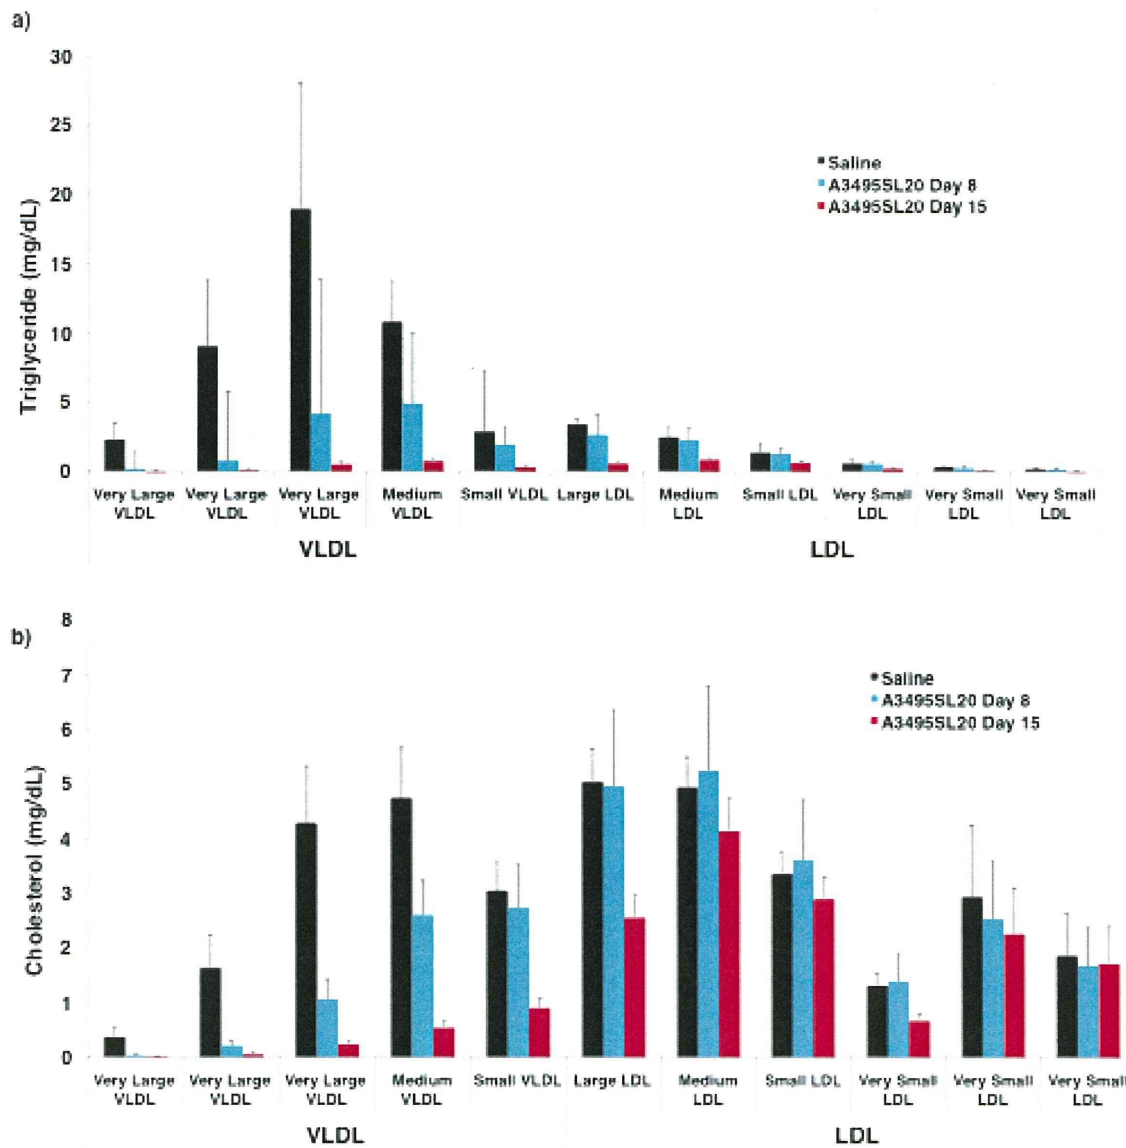 a)
30
25
20
15
10
5
0
Triglyceride (mg/dL)
Saline
A3495SL20 Day 8
A3495SL20 Day 15
Very Large Very Large Very Large Medium Small VLDL Large LDL Medium Small LDL Very Small Very Small Very Small
VLDL VLDL VLDL VLDL LDL LDL LDL LDL
VLDL LDL
b)
8
7
6
5
4
3
2
1
0
Cholesterol (mg/dL)
Saline
A3495SL20 Day 8
A3495SL20 Day 15
Very Large Very Large Very Large Medium Small VLDL Large LDL Medium Small LDL Very Small Very Small Very Small
VLDL VLDL VLDL VLDL LDL LDL LDL LDL
VLDL LDL